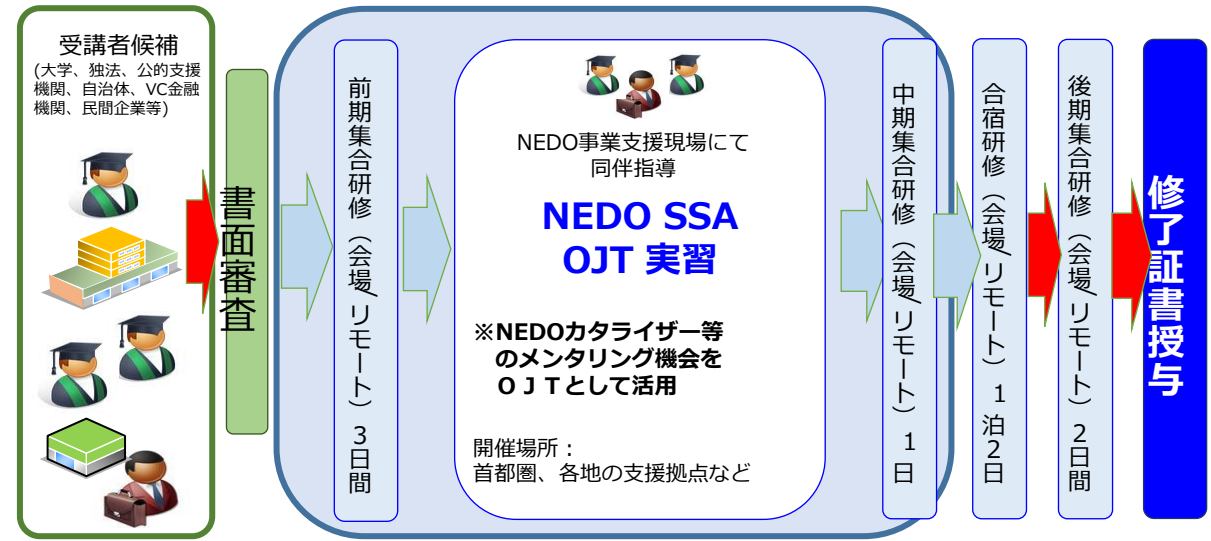 受講者候補
(大学、独法、公的支援
機関、自治体、VC金融
機関、民間企業等)
書面審査
前期集合研修（会場/リモート）3日間
NEDO事業支援現場にて
同伴指導
NEDO SSA
OJT 実習
※NEDOカタライザー等
のメンタリング機会を
ＯＪＴとして活用
開催場所：
首都圏、各地の支援拠点など
中期集合研修（会場/リモート）1日
合宿研修（会場/リモート）1泊2日
後期集合研修（会場/リモート）2日間
修了証書授与